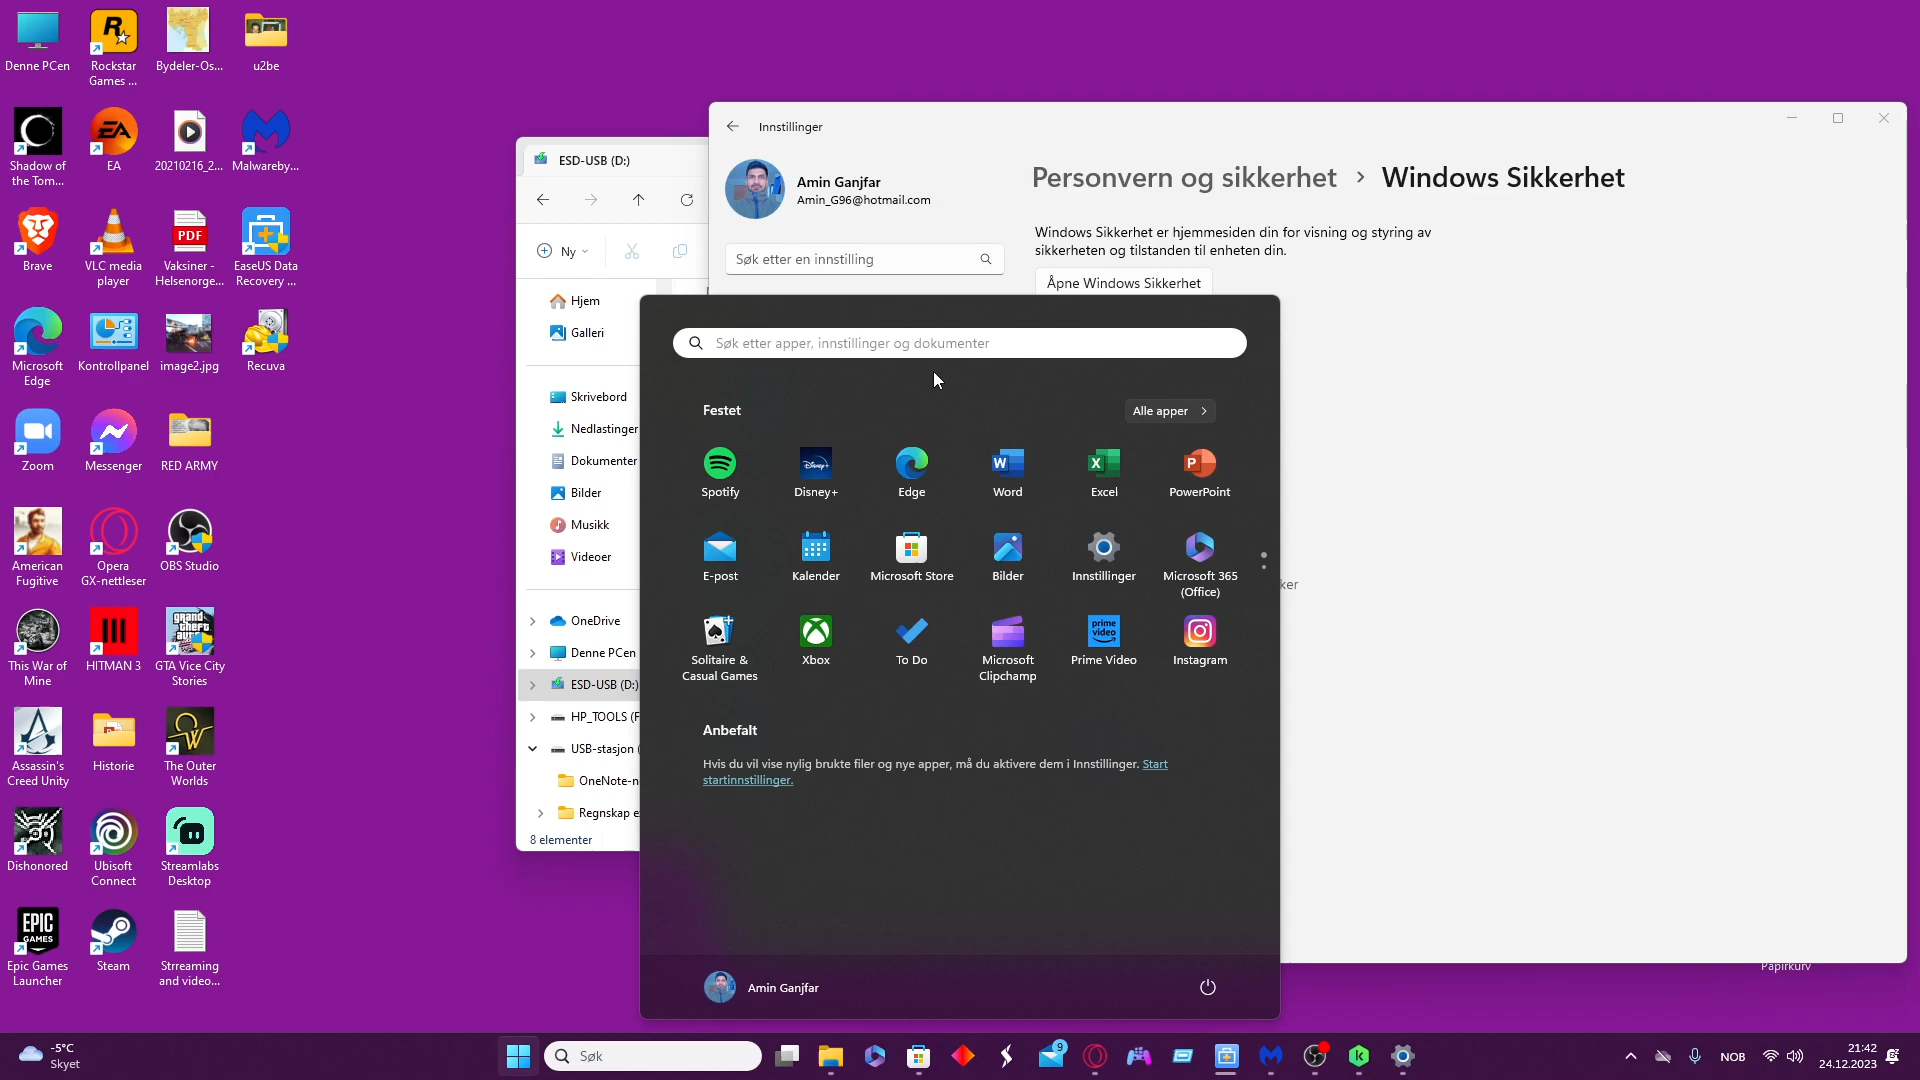 Denne PCen
Rockstar
Games ...
Bydeler-Os...
u2be
Shadow of
the Tom...
EA
20210216_2...
Malwareby...
Brave
VLC media
player
PDF
Vaksiner -
Helsenorge...
EaseUS Data
Recovery ...
Microsoft
Edge
Kontrollpanel
image2.jpg
Recuva
Zoom
Messenger
RED ARMY
American
Fugitive
Opera
GX-nettleser
OBS Studio
This War of
Mine
HITMAN 3
GTA Vice City
Stories
Assassin's
Creed Unity
Historie
The Outer
Worlds
Dishonored
Ubisoft
Connect
Streamlabs
Desktop
EPIC
GAMES
Epic Games
Launcher
Steam
Strreaming
and video...
ESD-USB (D:)
Ny
Hjem
Galleri
Skrivebord
Nedlastinger
Dokumenter
Bilder
Musikk
Videoer
OneDrive
Denne PCen
ESD-USB (D:)
HP_TOOLS (F
USB-stasjon (
OneNote-n
Regnskap e
8 elementer
Innstillinger
Amin Ganjfar
Amin_G96@hotmail.com
Søk etter en innstilling
Personvern og sikkerhet > Windows Sikkerhet
Windows Sikkerhet er hjemmesiden din for visning og styring av
sikkerheten og tilstanden til enheten din.
Åpne Windows Sikkerhet
ker
Søk etter apper, innstillinger og dokumenter
Festet
Alle apper >
Spotify
Disney+
Edge
Word
Excel
PowerPoint
E-post
Kalender
Microsoft Store
Bilder
Innstillinger
Microsoft 365
(Office)
Solitaire &
Casual Games
Xbox
To Do
Microsoft
Clipchamp
prime
video
Prime Video
Instagram
Anbefalt
Hvis du vil vise nylig brukte filer og nye apper, må du aktivere dem i Innstillinger. Start
startinnstillinger.
Amin Ganjfar
Papirkurv
-5°C
Skyet
Søk
9
NOB
21:42
24.12.2023